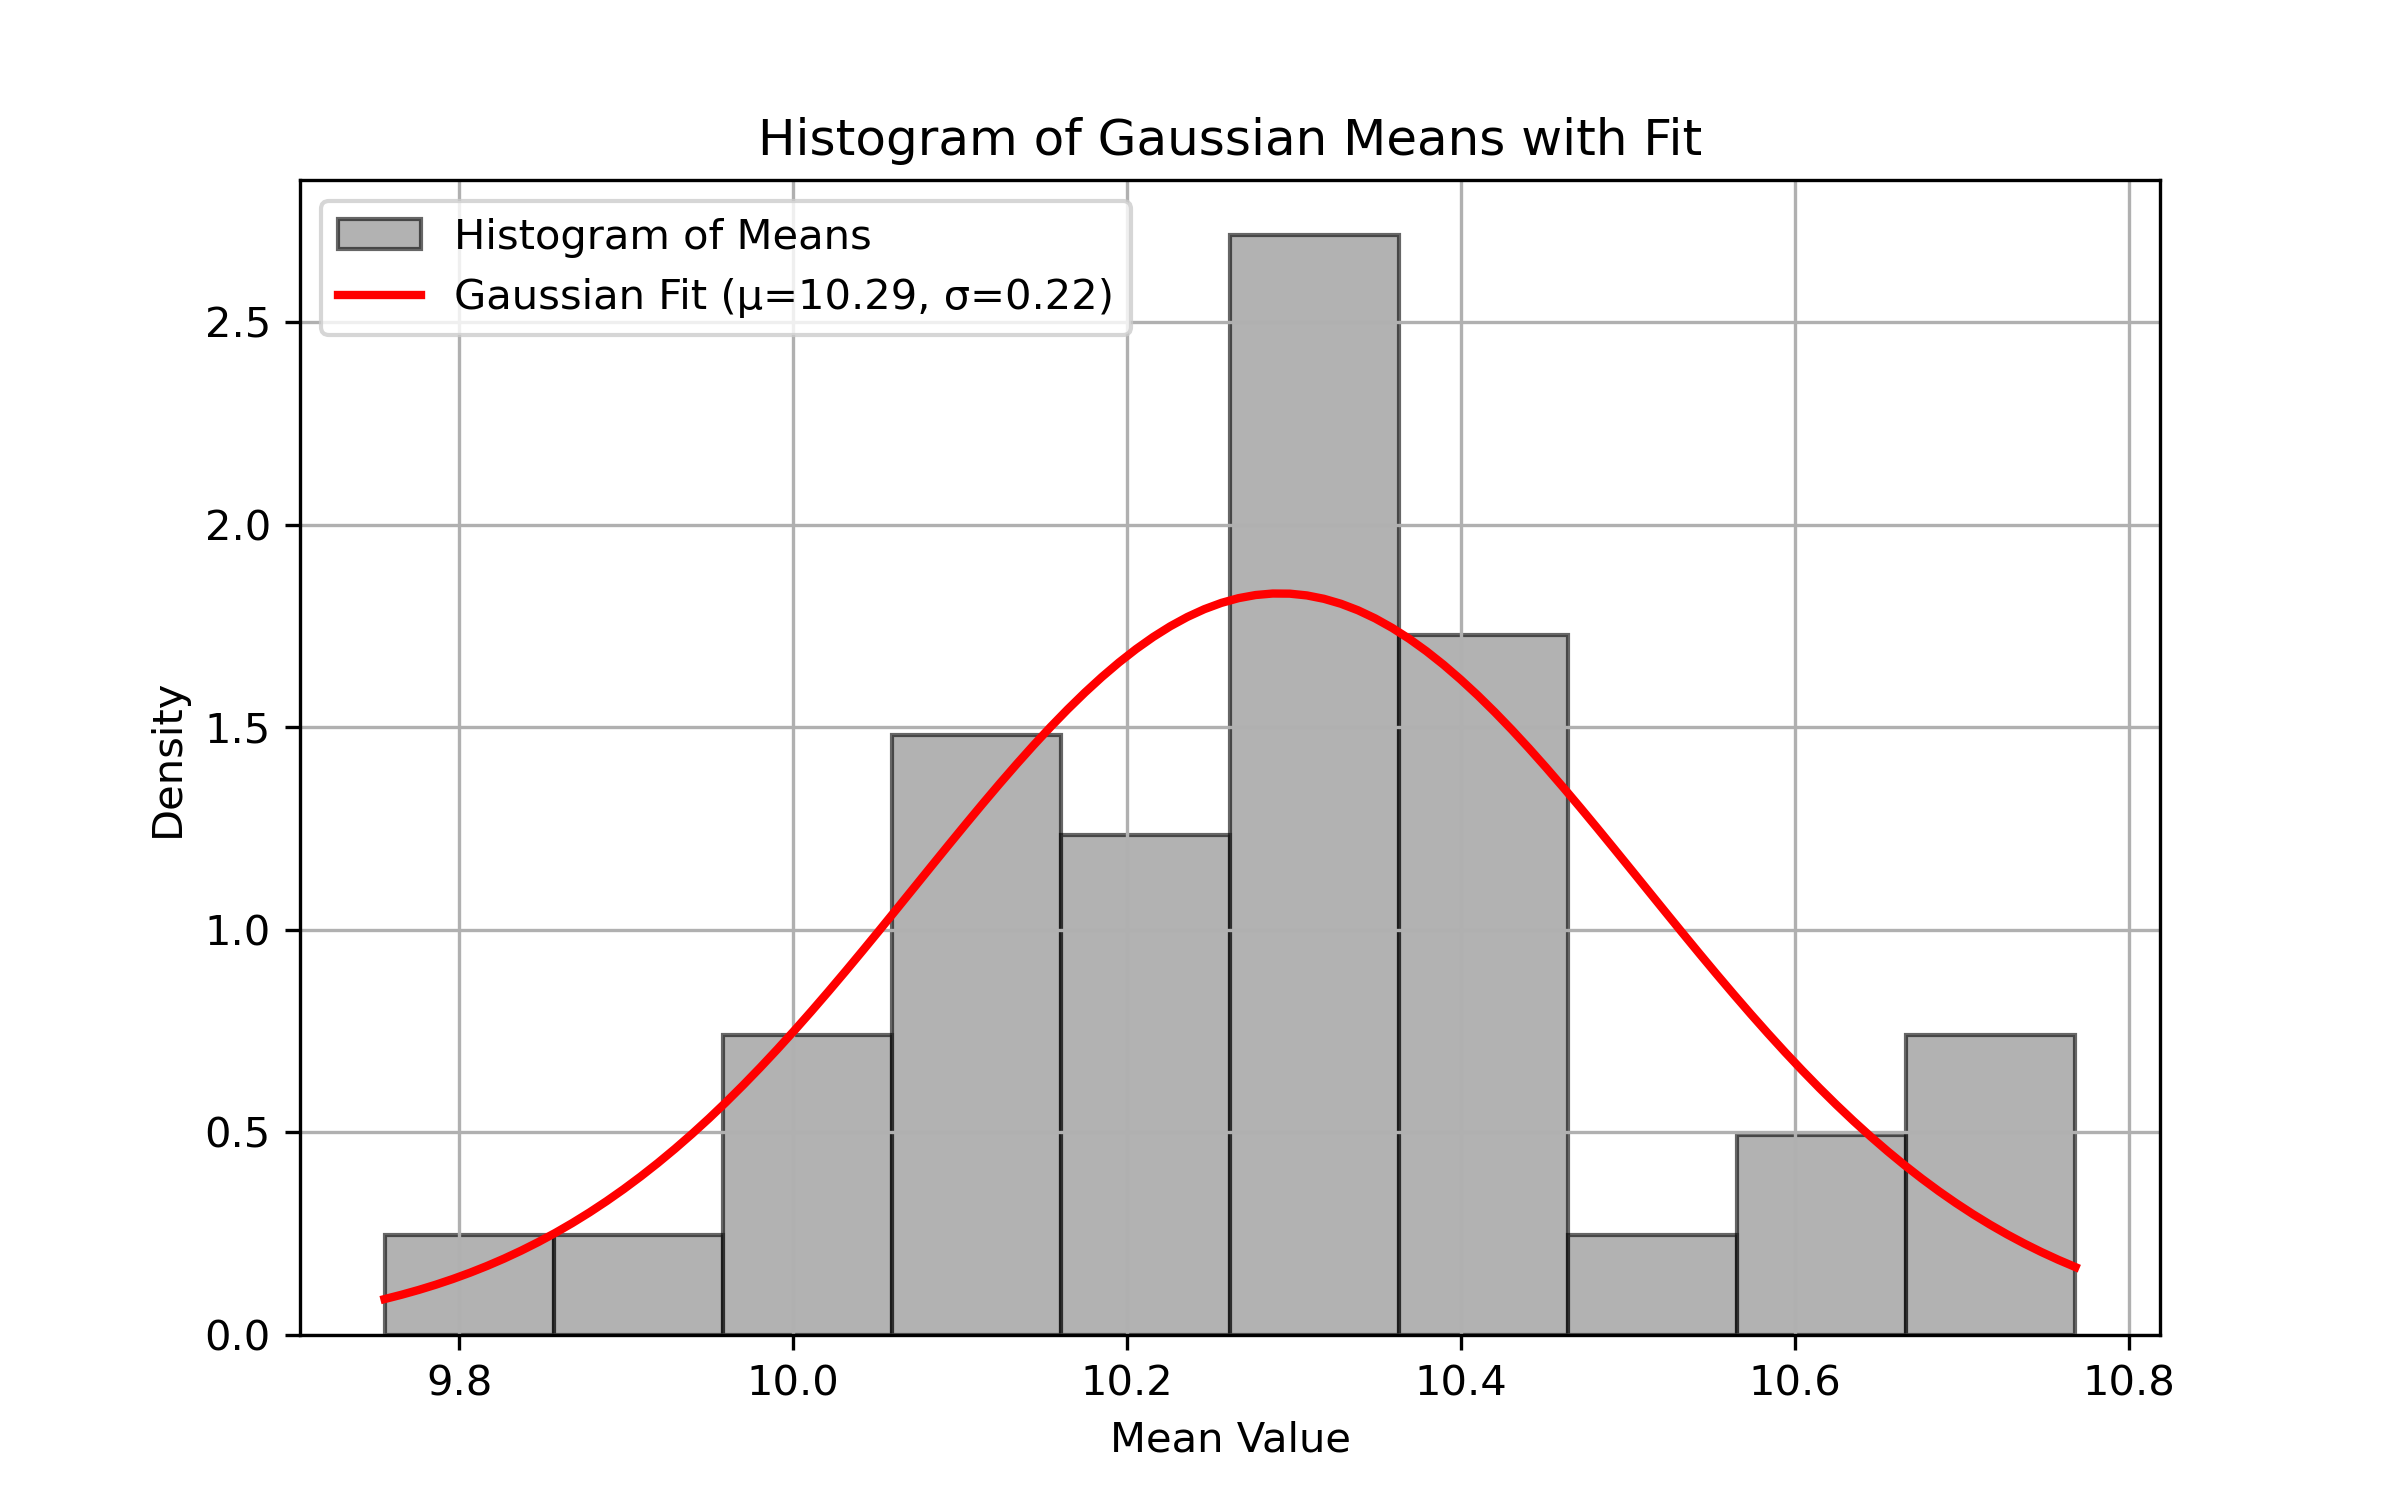 Histogram of Gaussian Means with Fit
Histogram of Means
Gaussian Fit (μ=10.29, σ=0.22)
Density
2.5
2.0
1.5
1.0
0.5
0.0
9.8 10.0 10.2 10.4 10.6 10.8
Mean Value